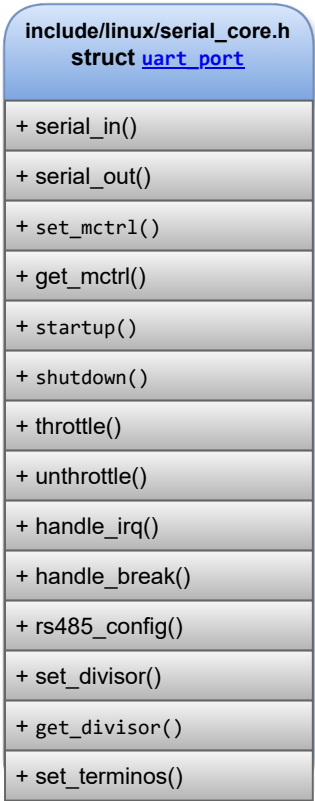 include/linux/serial_core.h
struct uart_port
+ serial_in()
+ serial_out()
+ set_mctrl()
+ get_mctrl()
+ startup()
+ shutdown()
+ throttle()
+ unthrottle()
+ handle_irq()
+ handle_break()
+ rs485_config()
+ set_divisor()
+ get_divisor()
+ set_terminos()